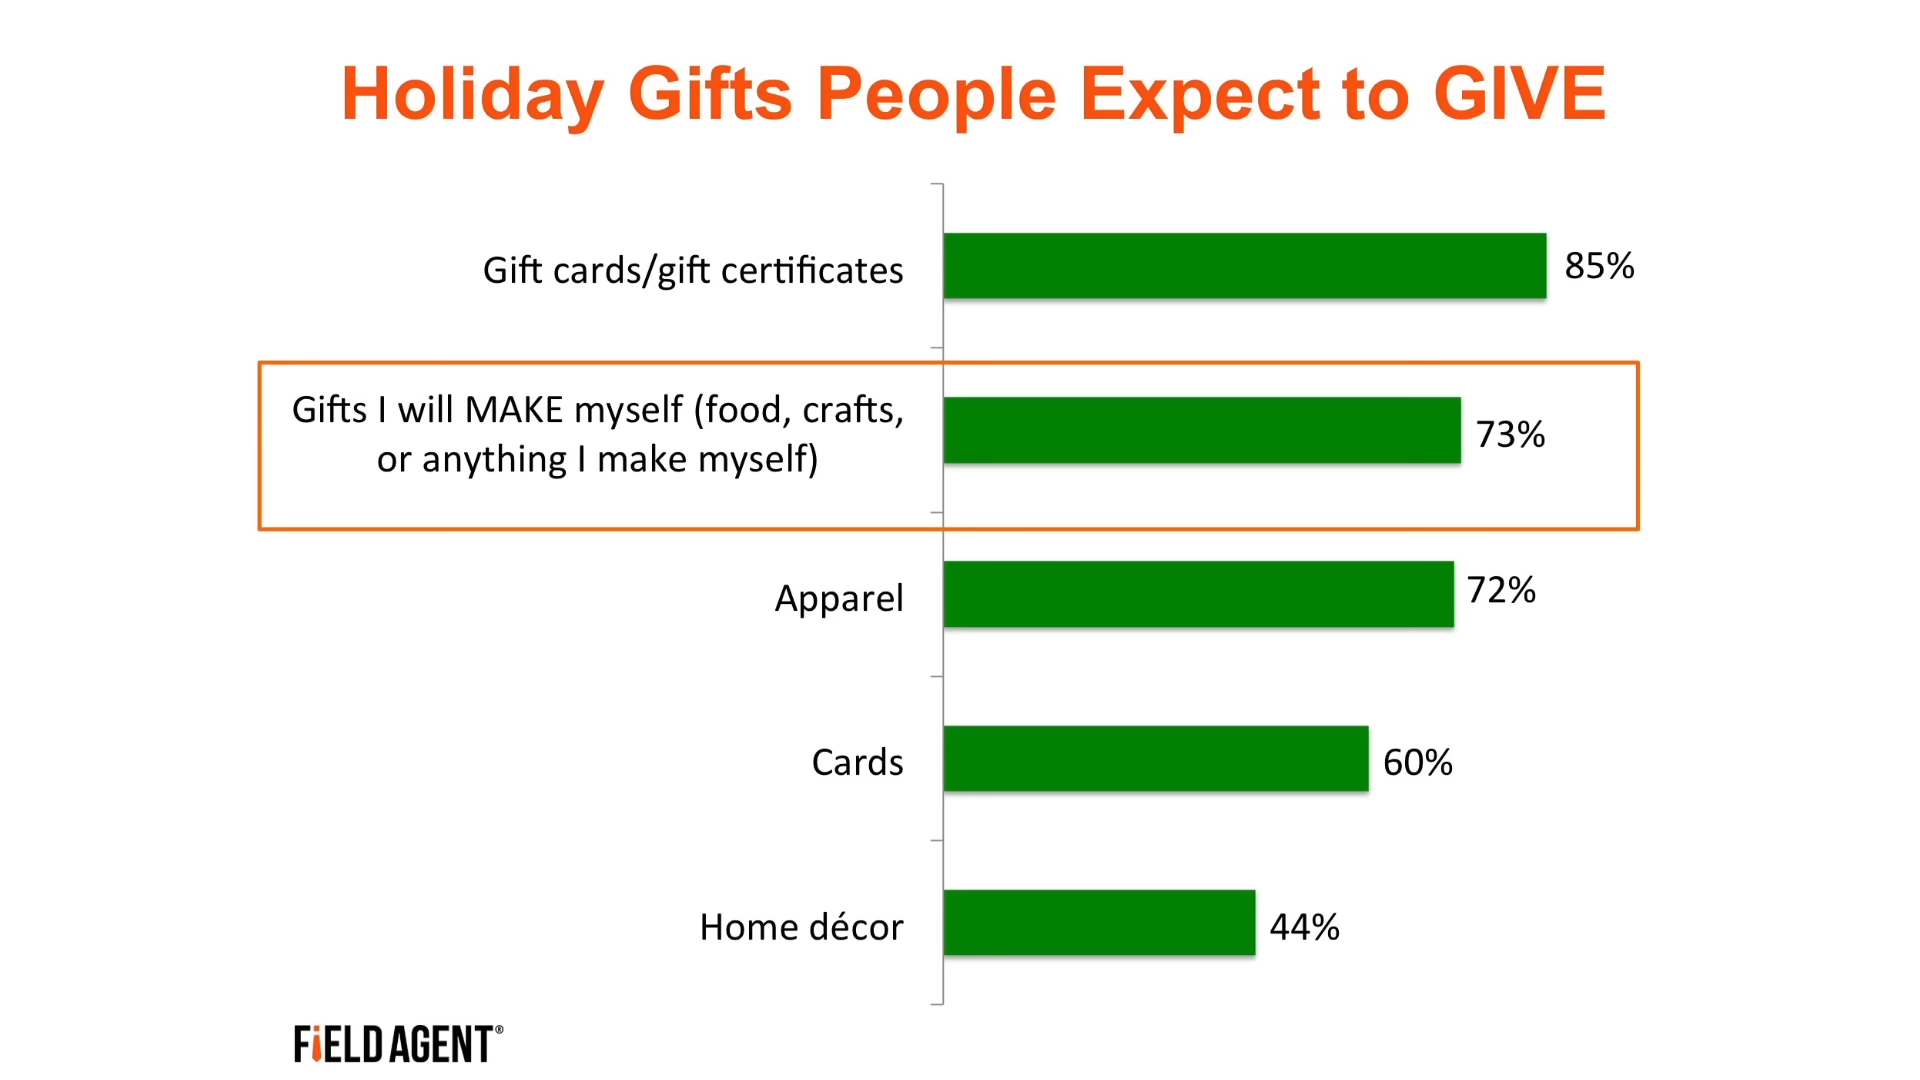 Holiday Gifts People Expect to GIVE
Gift cards/gift certificates
85%
Gifts I will MAKE myself (food, crafts,
or anything I make myself)
73%
Apparel
72%
Cards
60%
Home décor
44%
FiELD AGENT®